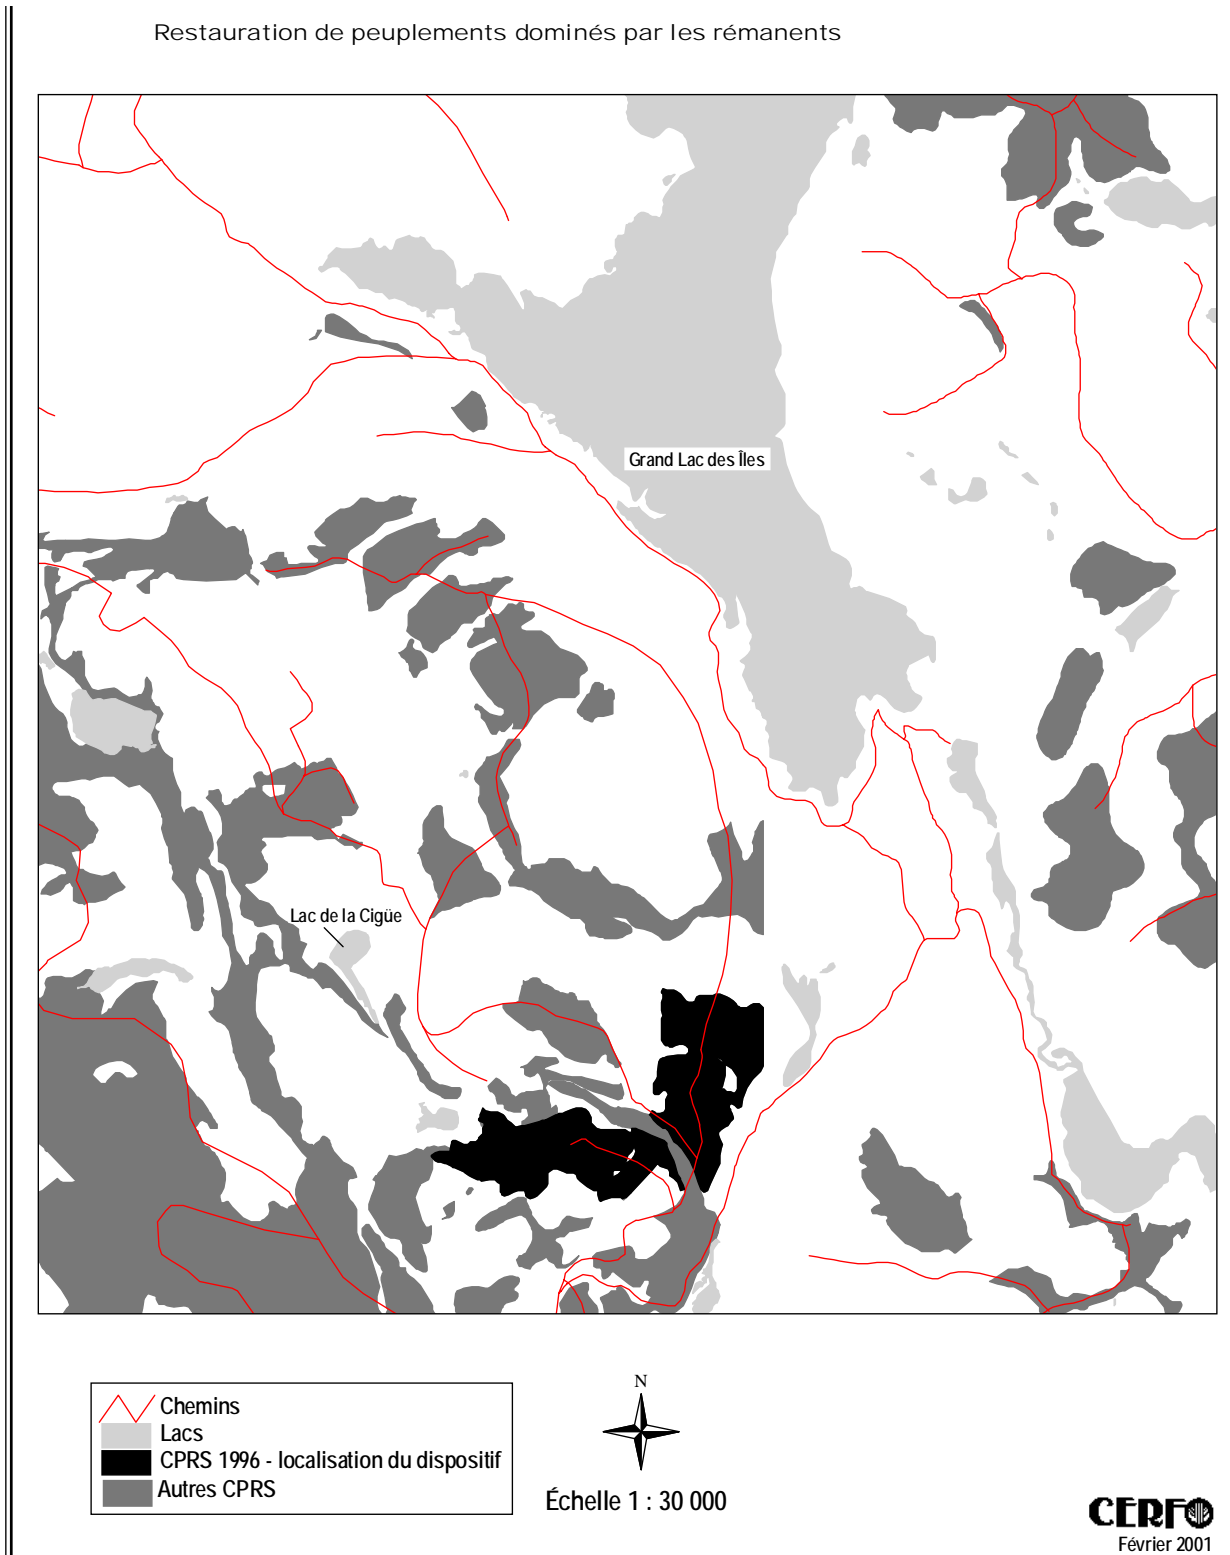 Restauration de peuplements dominés par les rémanents
Grand Lac des Îles
Lac de la Cigüe
Chemins
Lacs
CPRS 1996 - localisation du dispositif
Autres CPRS
N
Échelle 1 : 30 000
CERFO
Février 2001